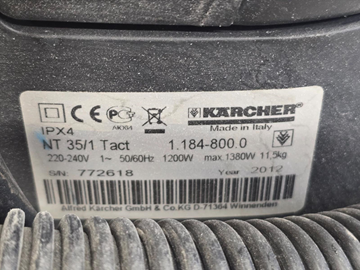 KÄRCHER
IPX4
Made in Italy
NT 35/1 Tact 1.184-800.0
220-240V 1~ 50/60Hz 1200W max.1380W 11,5kg
S/N: 772618 Year 2012
Alfred Kärcher GmbH & Co.KG D-71364 Winnenden